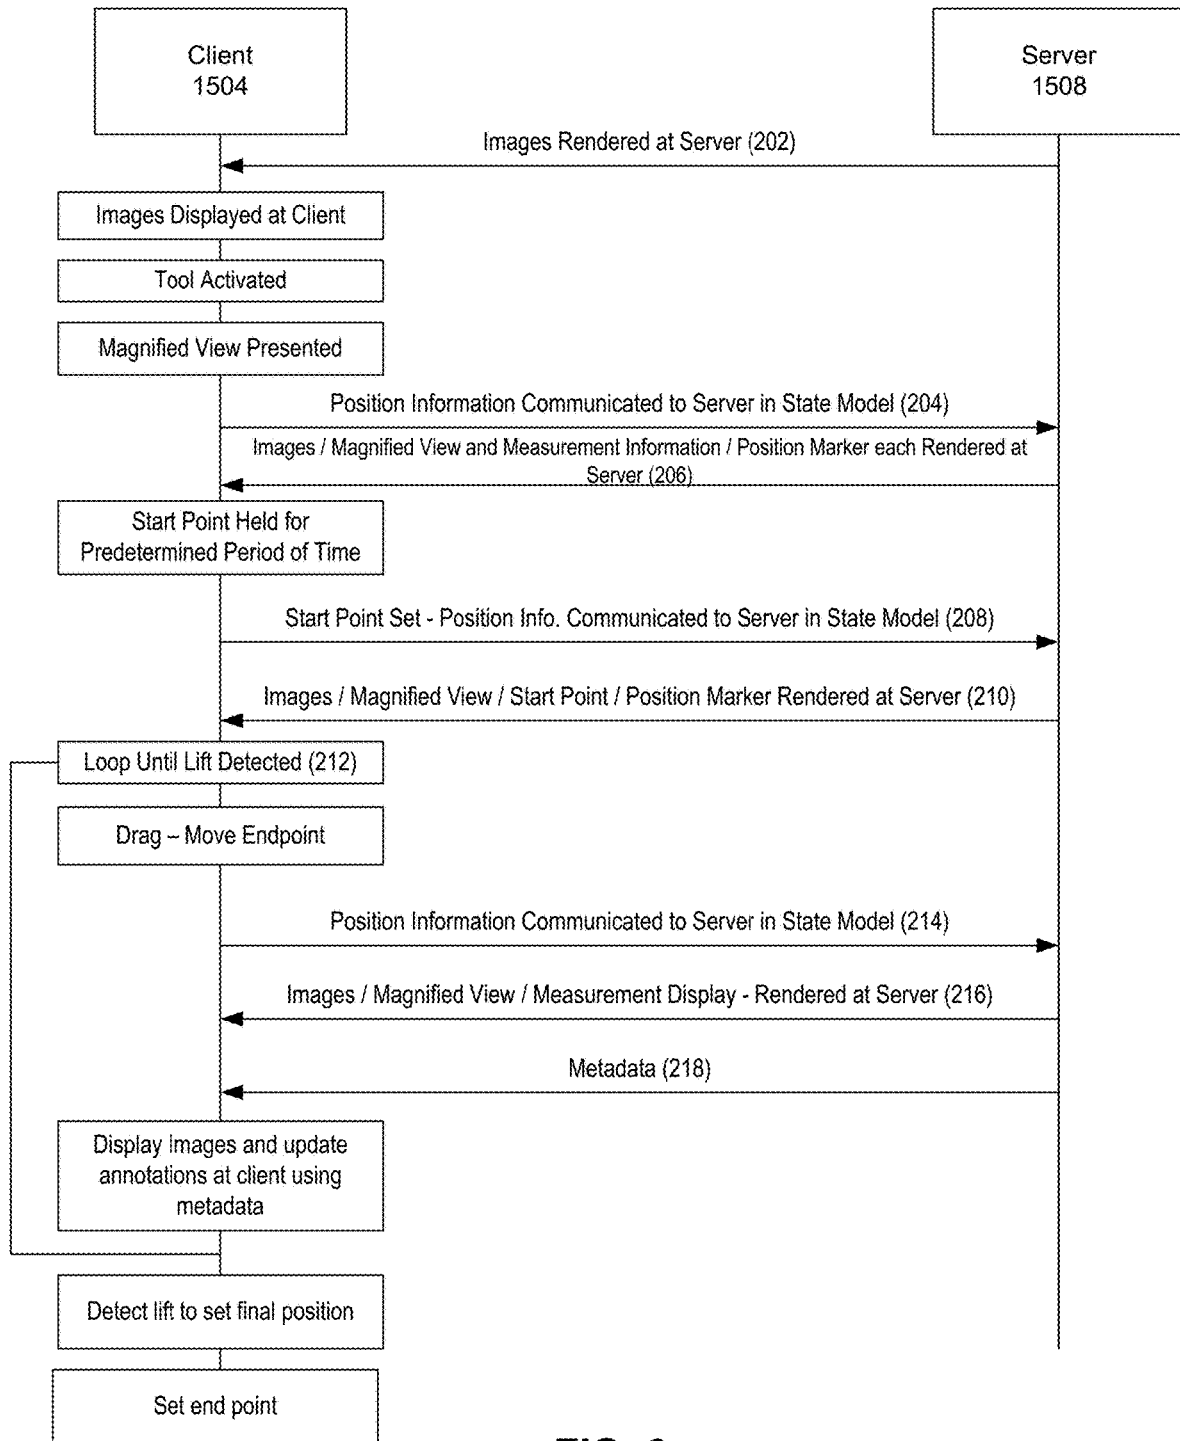 Client
1504
Server
1508
Images Rendered at Server (202)
Images Displayed at Client
Tool Activated
Magnified View Presented
Position Information Communicated to Server in State Model (204)
Images / Magnified View and Measurement Information / Position Marker each Rendered at
Server (206)
Start Point Held for
Predetermined Period of Time
Start Point Set - Position Info. Communicated to Server in State Model (208)
Images / Magnified View / Start Point / Position Marker Rendered at Server (210)
Loop Until Lift Detected (212)
Drag – Move Endpoint
Position Information Communicated to Server in State Model (214)
Images / Magnified View / Measurement Display - Rendered at Server (216)
Metadata (218)
Display Images and update
annotations at client using
metadata
Detect lift to set final position
Set end point